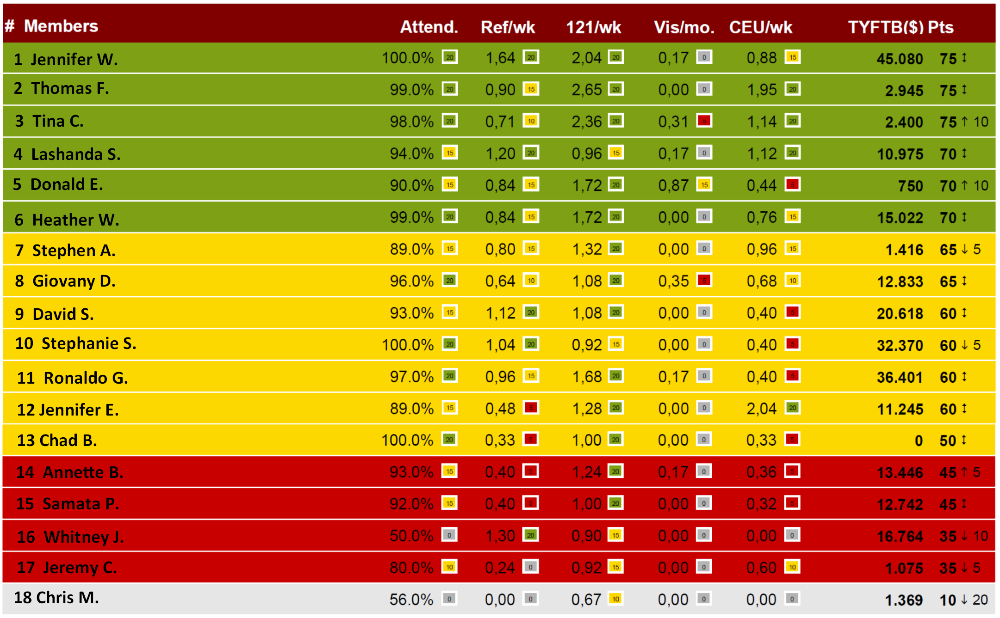 # Members Attend. Ref/wk 121/wk Vis/mo. CEU/wk TYFTB($) Pts
1 Jennifer W. 100.0% 20 1,64 20 2,04 20 0,17 0 0,88 15 45.080 75 ↕
2 Thomas F. 99.0% 20 0,90 15 2,65 20 0,00 0 1,95 20 2.945 75 ↕
3 Tina C. 98.0% 20 0,71 10 2,36 20 0,31 5 1,14 20 2.400 75 ↑ 10
4 Lashanda S. 94.0% 15 1,20 20 0,96 15 0,17 0 1,12 20 10.975 70 ↕
5 Donald E. 90.0% 15 0,84 15 1,72 20 0,87 15 0,44 5 750 70 ↑ 10
6 Heather W. 99.0% 20 0,84 15 1,72 20 0,00 0 0,76 15 15.022 70 ↕
7 Stephen A. 89.0% 15 0,80 15 1,32 20 0,00 0 0,96 15 1.416 65 ↓ 5
8 Giovany D. 96.0% 20 0,64 10 1,08 20 0,35 5 0,68 10 12.833 65 ↕
9 David S. 93.0% 15 1,12 20 1,08 20 0,00 0 0,40 5 20.618 60 ↕
10 Stephanie S. 100.0% 20 1,04 20 0,92 15 0,00 0 0,40 5 32.370 60 ↓ 5
11 Ronaldo G. 97.0% 20 0,96 15 1,68 20 0,17 0 0,40 5 36.401 60 ↕
12 Jennifer E. 89.0% 15 0,48 5 1,28 20 0,00 0 2,04 20 11.245 60 ↕
13 Chad B. 100.0% 20 0,33 5 1,00 20 0,00 0 0,33 5 0 50 ↕
14 Annette B. 93.0% 15 0,40 5 1,24 20 0,17 0 0,36 5 13.446 45 ↑ 5
15 Samata P. 92.0% 15 0,40 5 1,00 20 0,00 0 0,32 5 12.742 45 ↕
16 Whitney J. 50.0% 0 1,30 20 0,90 15 0,00 0 0,00 0 16.764 35 ↓ 10
17 Jeremy C. 80.0% 10 0,24 0 0,92 15 0,00 0 0,60 10 1.075 35 ↓ 5
18 Chris M. 56.0% 0 0,00 0 0,67 10 0,00 0 0,00 0 1.369 10 ↓ 20